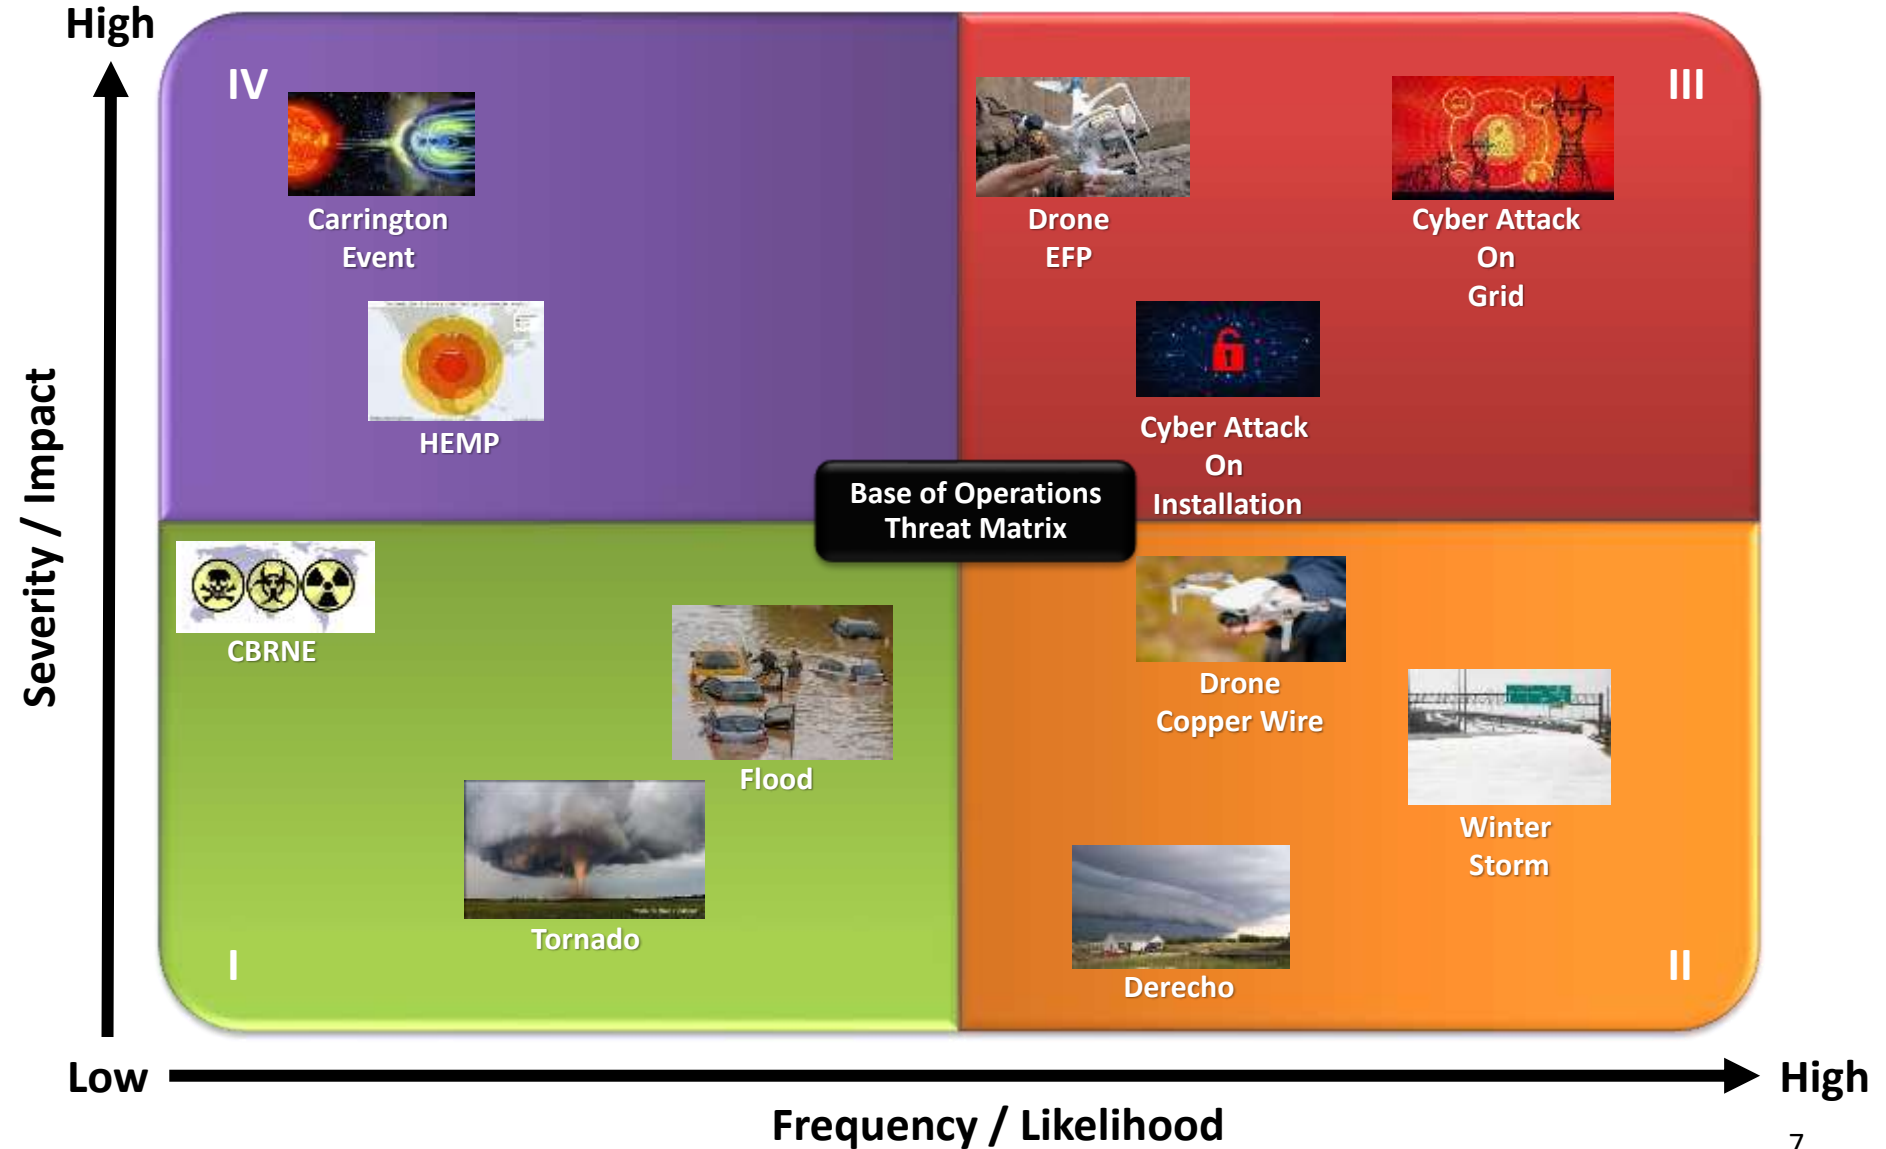 High
IV
III
Carrington
Event
Drone
EFP
Cyber Attack
On
Grid
HEMP
Cyber Attack
On
Installation
Base of Operations
Threat Matrix
Severity / Impact
CBRNE
Drone
Copper Wire
Flood
Winter
Storm
Tornado
Derecho
I
II
Low
High
Frequency / Likelihood
7